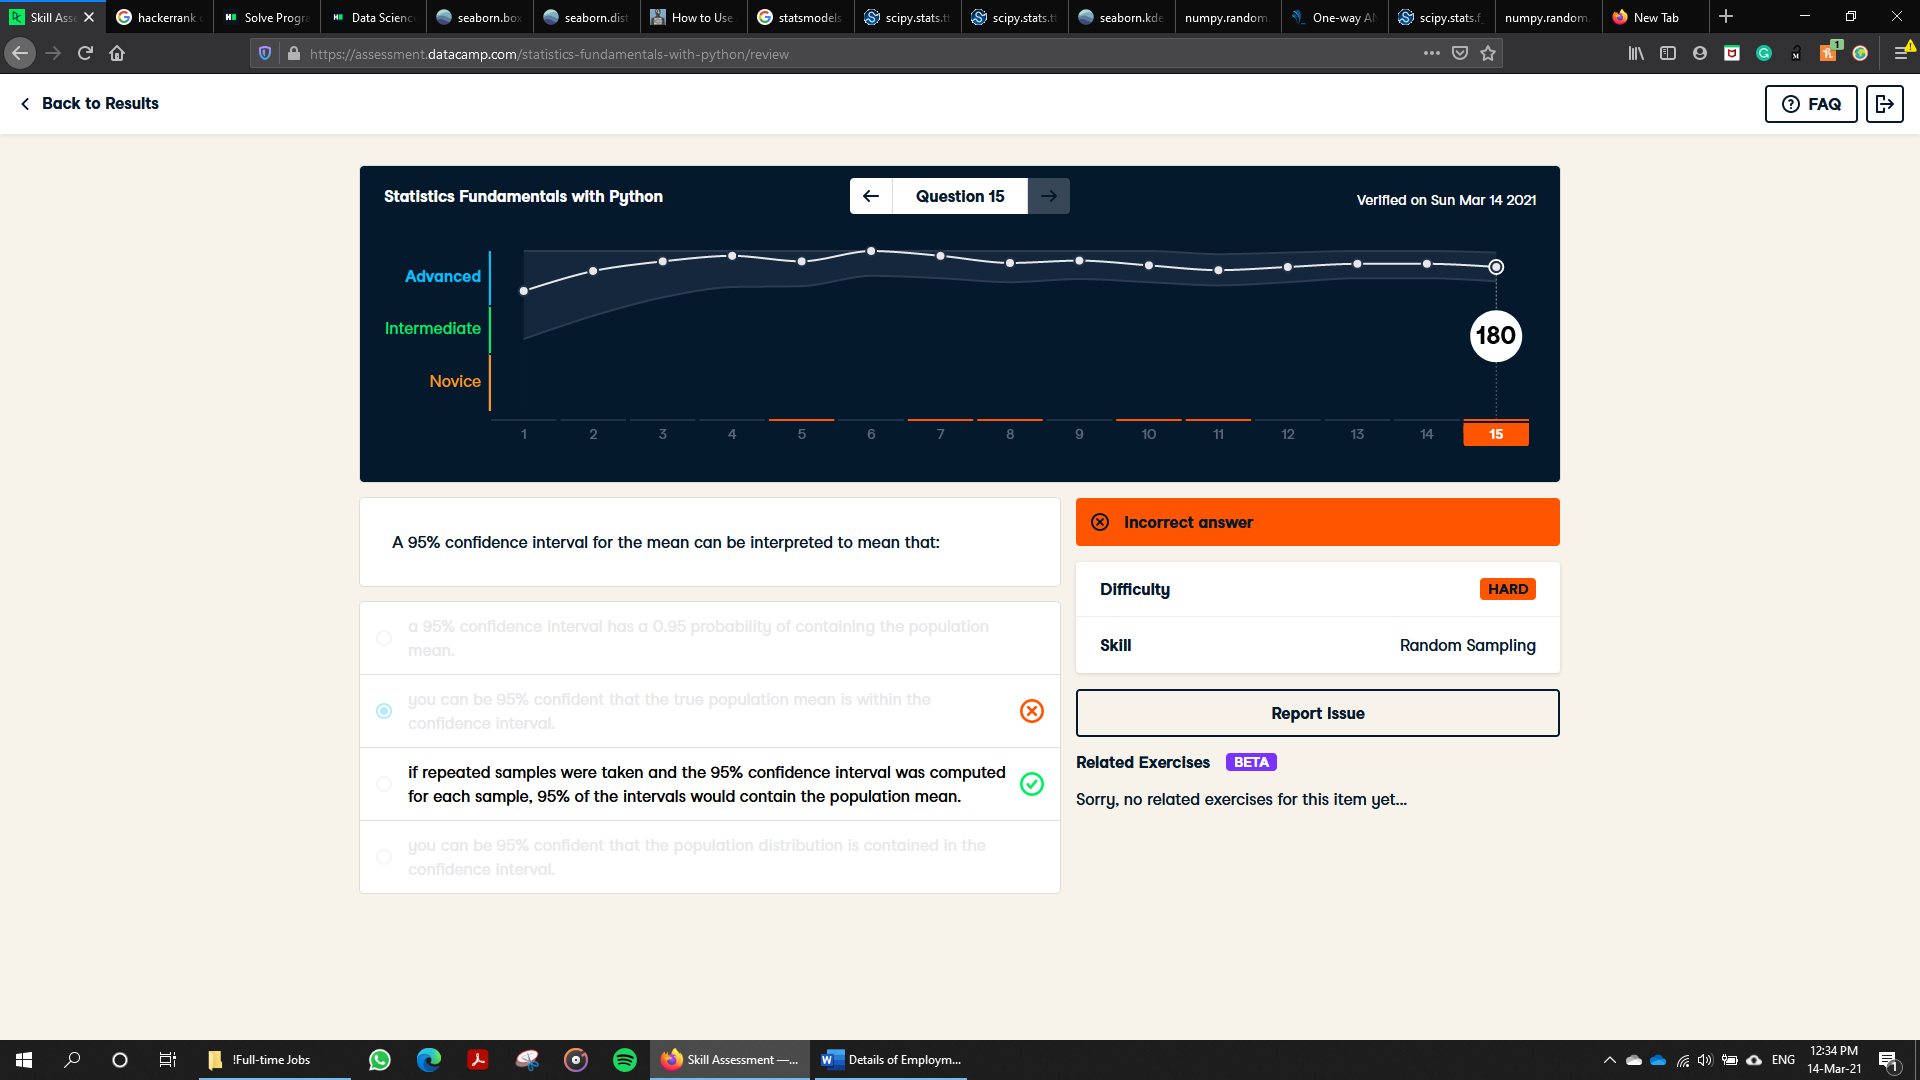 Skill Asse
hackerrank
Solve Progra
Data Scienc
seaborn.box
seaborn.dist
How to Use
statsmodels
scipy.stats.t
scipy.stats.t
seaborn.kde
numpy.random.
One-way A
scipy.stats.f
numpy.random.
New Tab
https://assessment.datacamp.com/statistics-fundamentals-with-python/review
1
Back to Results
FAQ
Statistics Fundamentals with Python
Question 15
Verified on Sun Mar 14 2021
Advanced
Intermediate
Novice
180
1 2 3 4 5 6 7 8 9 10 11 12 13 14 15
A 95% confidence interval for the mean can be interpreted to mean that:
a 95% confidence interval has a 0.95 probability of containing the population
mean.
you can be 95% confident that the true population mean is within the
confidence interval.
if repeated samples were taken and the 95% confidence interval was computed
for each sample, 95% of the intervals would contain the population mean.
you can be 95% confident that the population distribution is contained in the
confidence interval.
Incorrect answer
Difficulty HARD
Skill Random Sampling
Report Issue
Related Exercises BETA
Sorry, no related exercises for this item yet...
!Full-time Jobs
Skill Assessment —...
Details of Employm...
ENG
12:34 PM
14-Mar-21
1